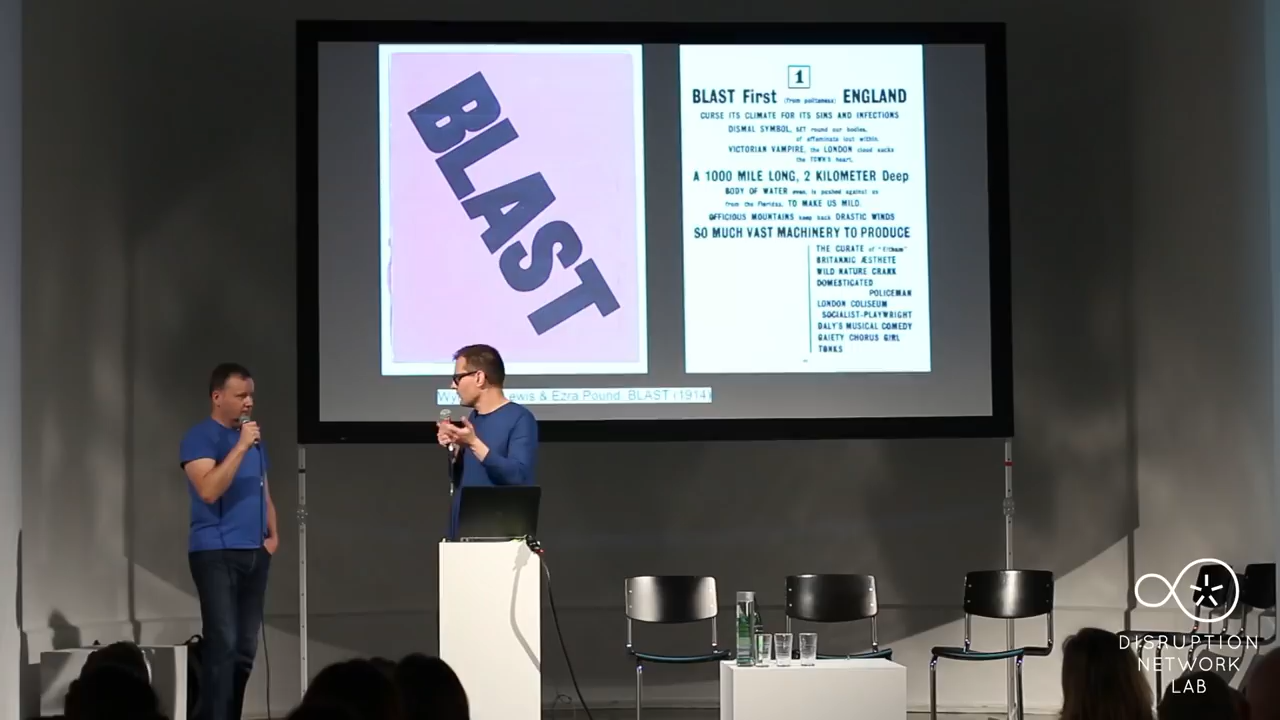 BLAST
1
BLAST First (from politeness) ENGLAND
CURSE ITS CLIMATE FOR ITS SINS AND INFECTIONS
DISMAL SYMBOL, SET round our bodies,
of effeminate lout within.
VICTORIAN VAMPIRE, the LONDON cloud sucks
the TOWN'S heart.
A 1000 MILE LONG, 2 KILOMETER Deep
BODY OF WATER even, is pushed against us
from the Floridas, TO MAKE US MILD.
OFFICIOUS MOUNTAINS keep back DRASTIC WINDS
SO MUCH VAST MACHINERY TO PRODUCE
THE CURATE of "Eltham"
BRITANNIC ÆSTHETE
WILD NATURE CRANK
DOMESTICATED
POLICEMAN
LONDON COLISEUM
SOCIALIST-PLAYWRIGHT
DALY'S MUSICAL COMEDY
GAIETY CHORUS GIRL
TONKS
Lewis & Ezra Pound: BLAST (1914)
DISRUPTION
NETWORK
LAB